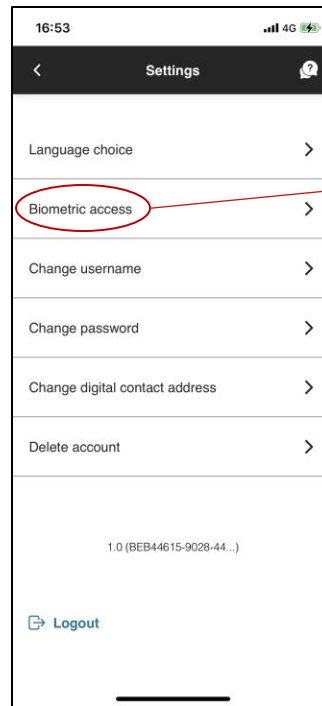 16:53 4G
Settings
Language choice
Biometric access
Change username
Change password
Change digital contact address
Delete account
1.0 (BEB44615-9028-44...)
Logout